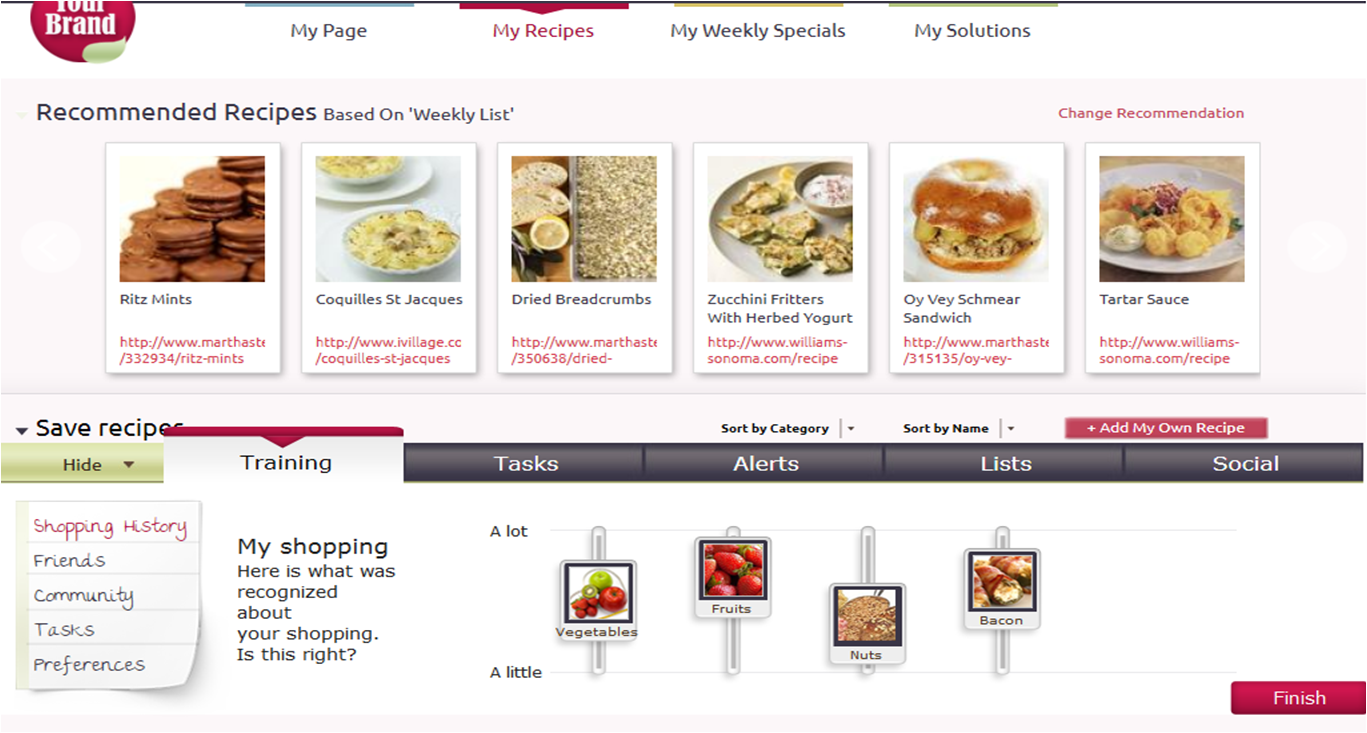 Your
Brand
My Page
My Recipes
My Weekly Specials
My Solutions
Recommended Recipes Based On 'Weekly List'
Change Recommendation
Ritz Mints
http://www.marthaste
/332934/ritz-mints
Coquilles St Jacques
http://www.ivillage.co
/coquilles-st-jacques
Dried Breadcrumbs
http://www.marthaste
/350638/dried-
Zucchini Fritters
With Herbed Yogurt
http://www.williams-
sonoma.com/recipe
Oy Vey Schmear
Sandwich
http://www.marthaste
/315135/oy-vey-
Tartar Sauce
http://www.williams-
sonoma.com/recipe
Save recipes
Sort by Category
Sort by Name
+ Add My Own Recipe
Hide
Training
Tasks
Alerts
Lists
Social
Shopping History
Friends
Community
Tasks
Preferences
My shopping
Here is what was
recognized
about
your shopping.
Is this right?
A lot
A little
Vegetables
Fruits
Nuts
Bacon
Finish